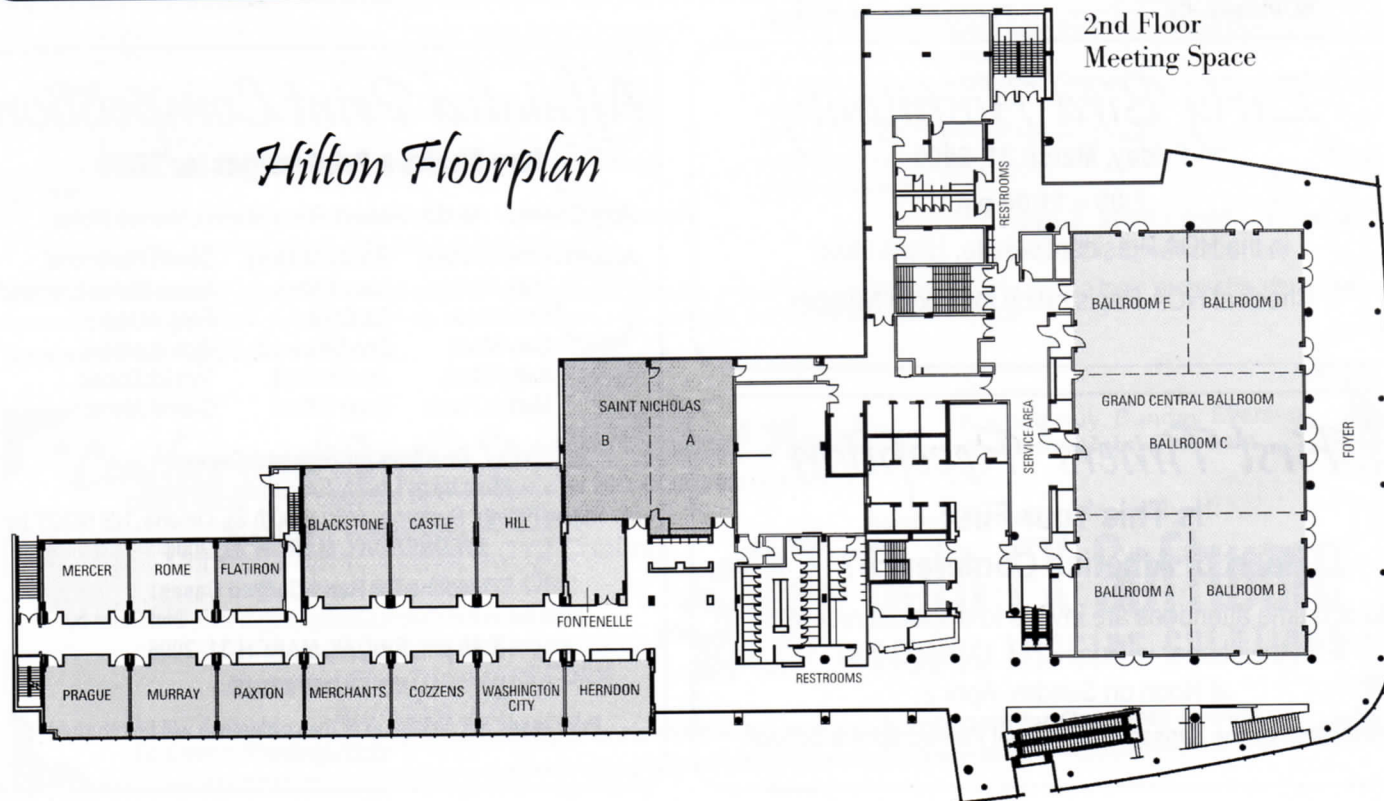 2nd Floor
Meeting Space
Hilton Floorplan
RESTROOMS
BALLROOM E
BALLROOM D
GRAND CENTRAL BALLROOM
BALLROOM C
SERVICE AREA
FOYER
SAINT NICHOLAS
B
A
BLACKSTONE
CASTLE
HILL
MERCER
ROME
FLATIRON
BALLROOM A
BALLROOM B
FONTENELLE
RESTROOMS
PRAGUE
MURRAY
PAXTON
MERCHANTS
COZZENS
WASHINGTON
CITY
HERNDON